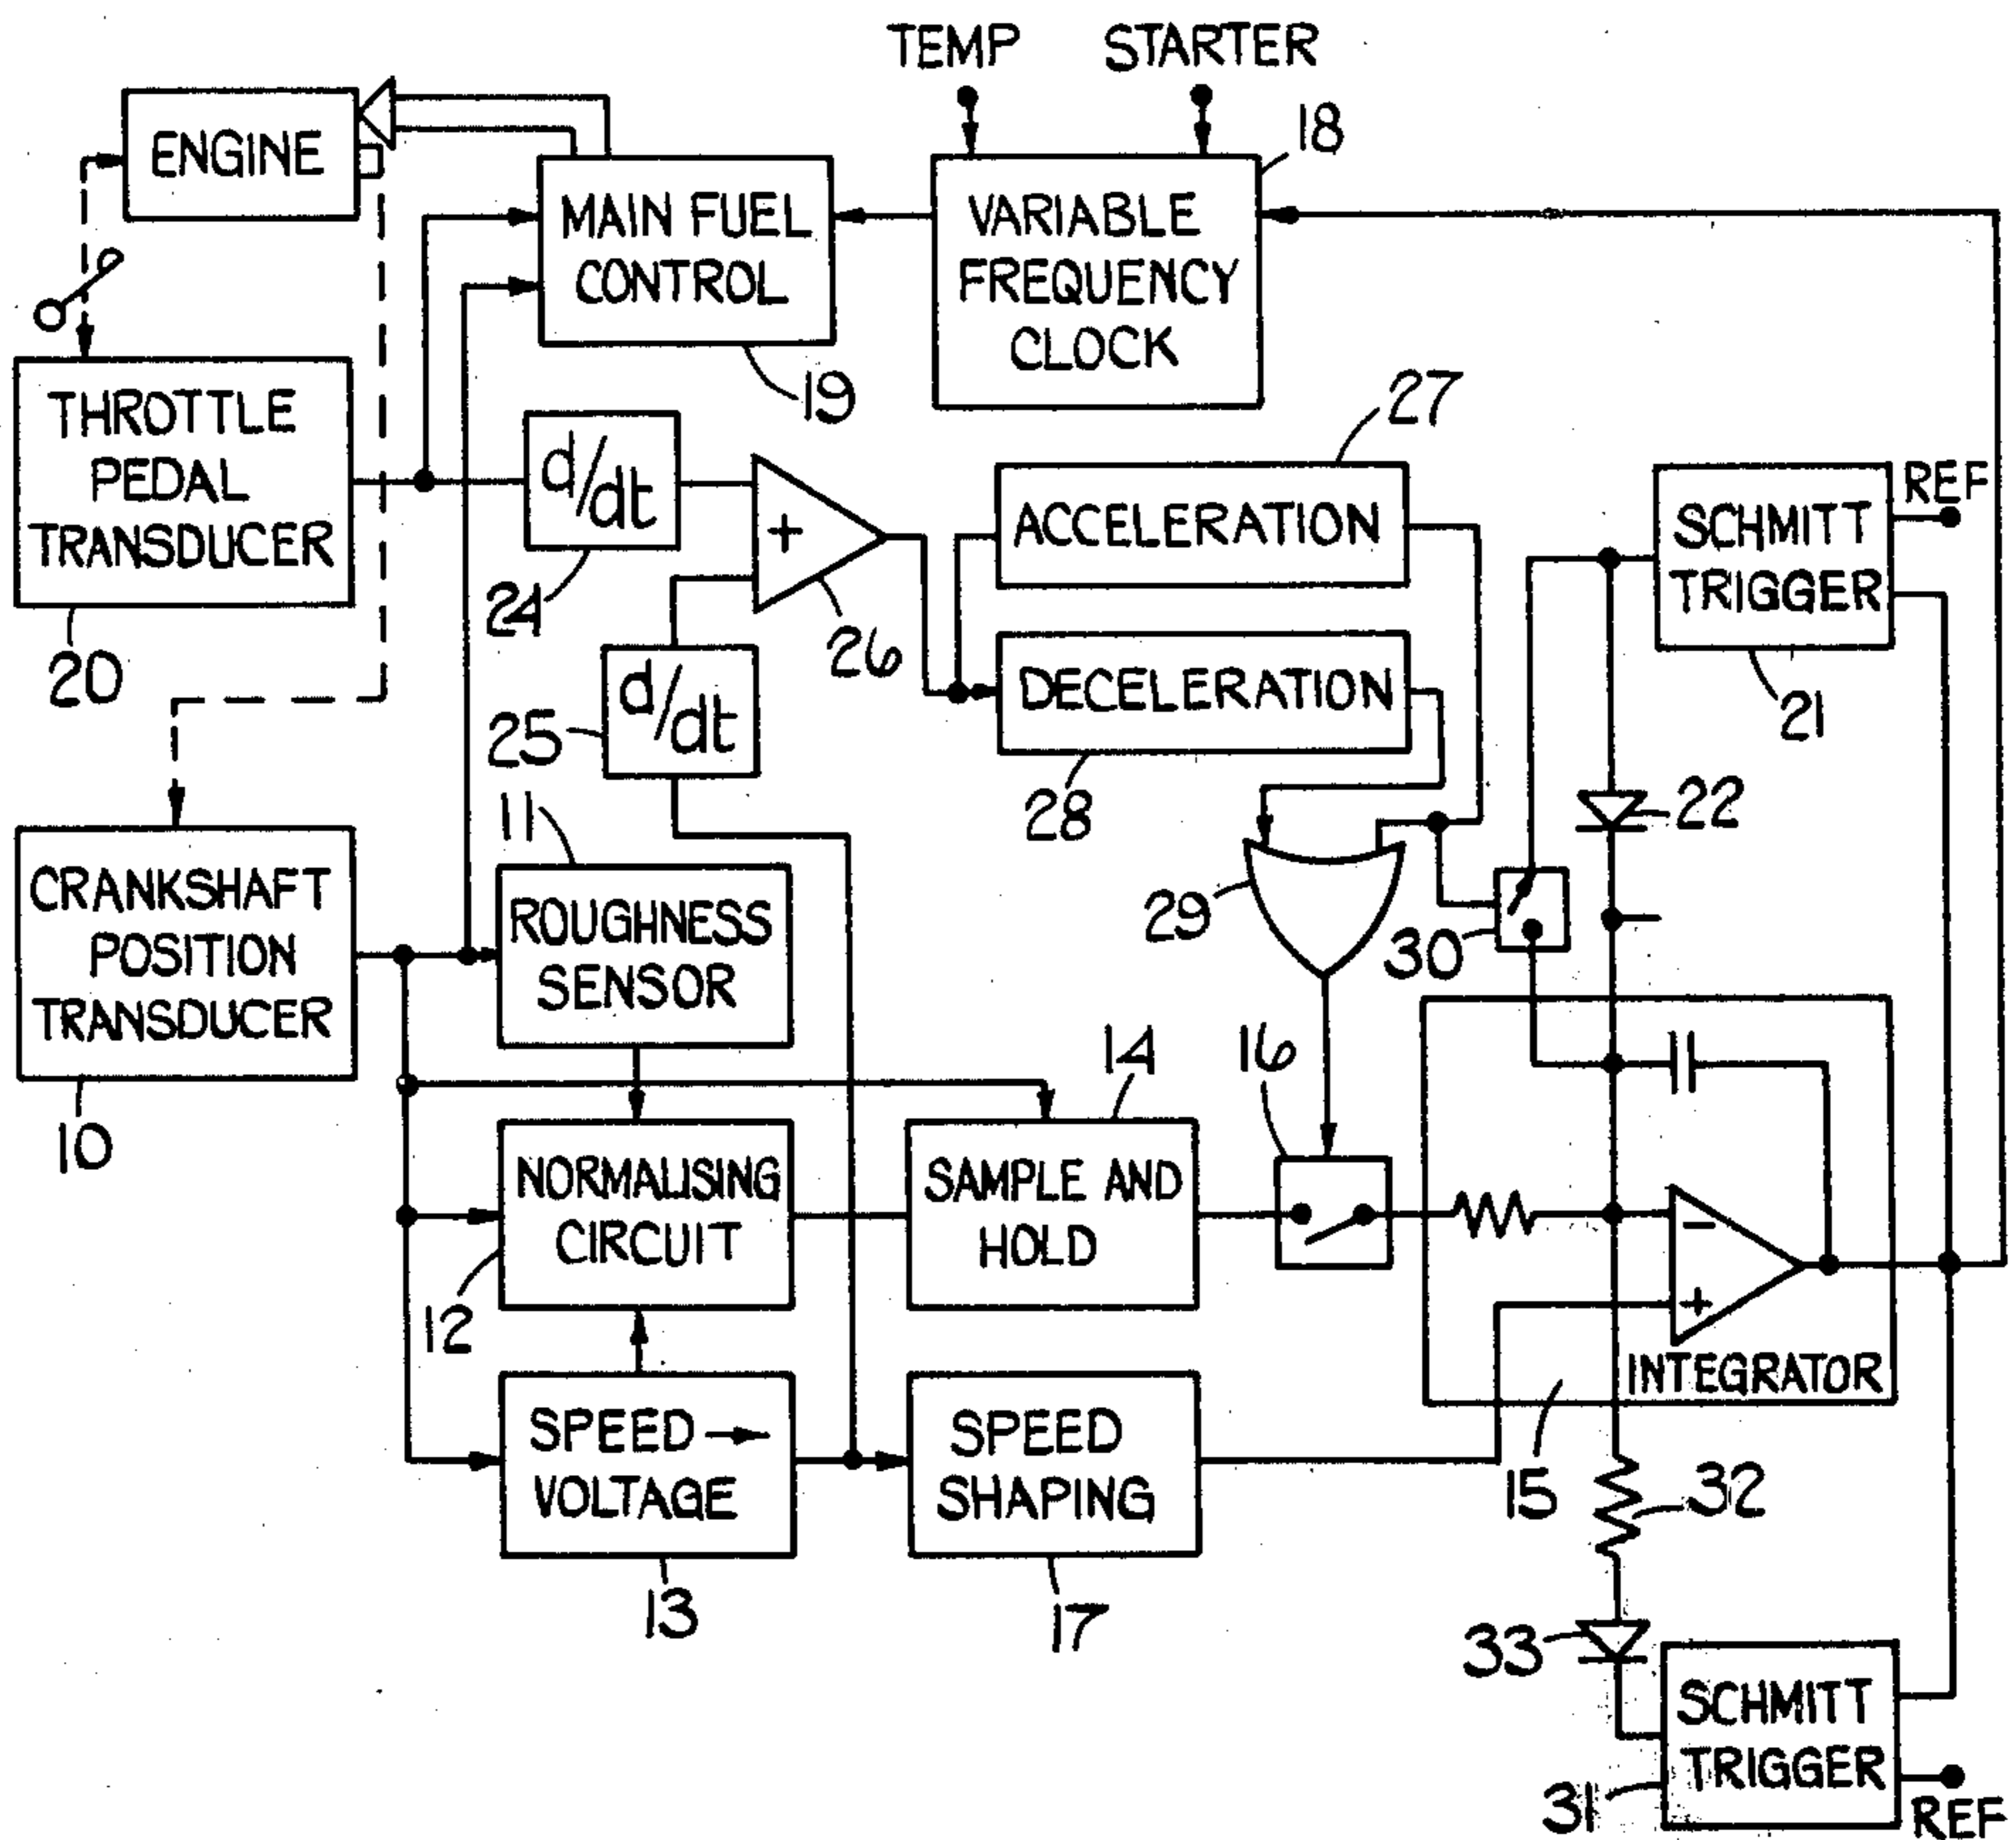 TEMP
STARTER
18
ENGINE
MAIN FUEL
CONTROL
VARIABLE
FREQUENCY
CLOCK
19
THROTTLE
PEDAL
TRANSDUCER
20
d/dt
24
+
26
27
ACCELERATION
SCHMITT
TRIGGER
REF
21
d/dt
25
DECELERATION
28
22
11
CRANKSHAFT
POSITION
TRANSDUCER
10
ROUGHNESS
SENSOR
29
30
14
16
NORMALISING
CIRCUIT
12
SAMPLE AND
HOLD
−
+
INTEGRATOR
15
SPEED →
VOLTAGE
13
SPEED
SHAPING
17
32
33
SCHMITT
TRIGGER
31
REF